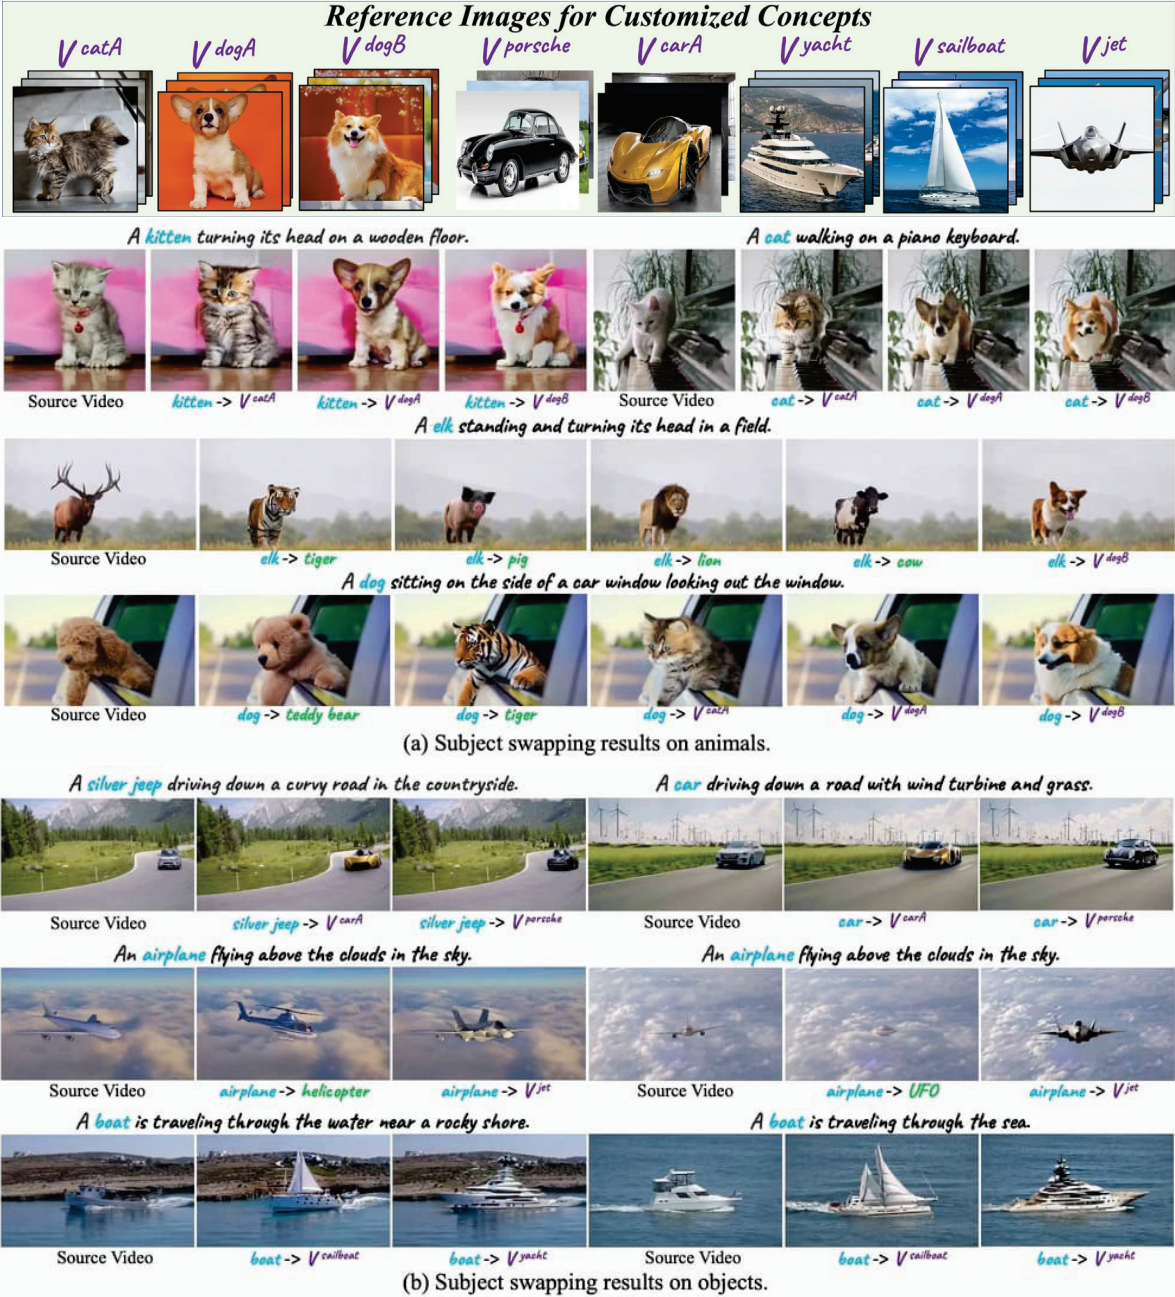 Reference Images for Customized Concepts
V catA V dogA V dogB V porsche V carA V yacht V sailboat V jet
A kitten turning its head on a wooden floor.
A cat walking on a piano keyboard.
Source Video kitten -> V catA kitten -> V dogA kitten -> V dogB Source Video cat -> V catA cat -> V dogA cat -> V dogB
A elk standing and turning its head in a field.
Source Video elk -> tiger elk -> pig elk -> lion elk -> cow elk -> V dogB
A dog sitting on the side of a car window looking out the window.
Source Video dog -> teddy bear dog -> tiger dog -> V catA dog -> V dogA dog -> V dogB
(a) Subject swapping results on animals.
A silver jeep driving down a curvy road in the countryside.
A car driving down a road with wind turbine and grass.
Source Video silver jeep -> V carA silver jeep -> V porsche Source Video car -> V carA car -> V porsche
An airplane flying above the clouds in the sky.
An airplane flying above the clouds in the sky.
Source Video airplane -> helicopter airplane -> V jet Source Video airplane -> UFO airplane -> V jet
A boat is traveling through the water near a rocky shore.
A boat is traveling through the sea.
Source Video boat -> V sailboat boat -> V yacht Source Video boat -> V sailboat boat -> V yacht
(b) Subject swapping results on objects.